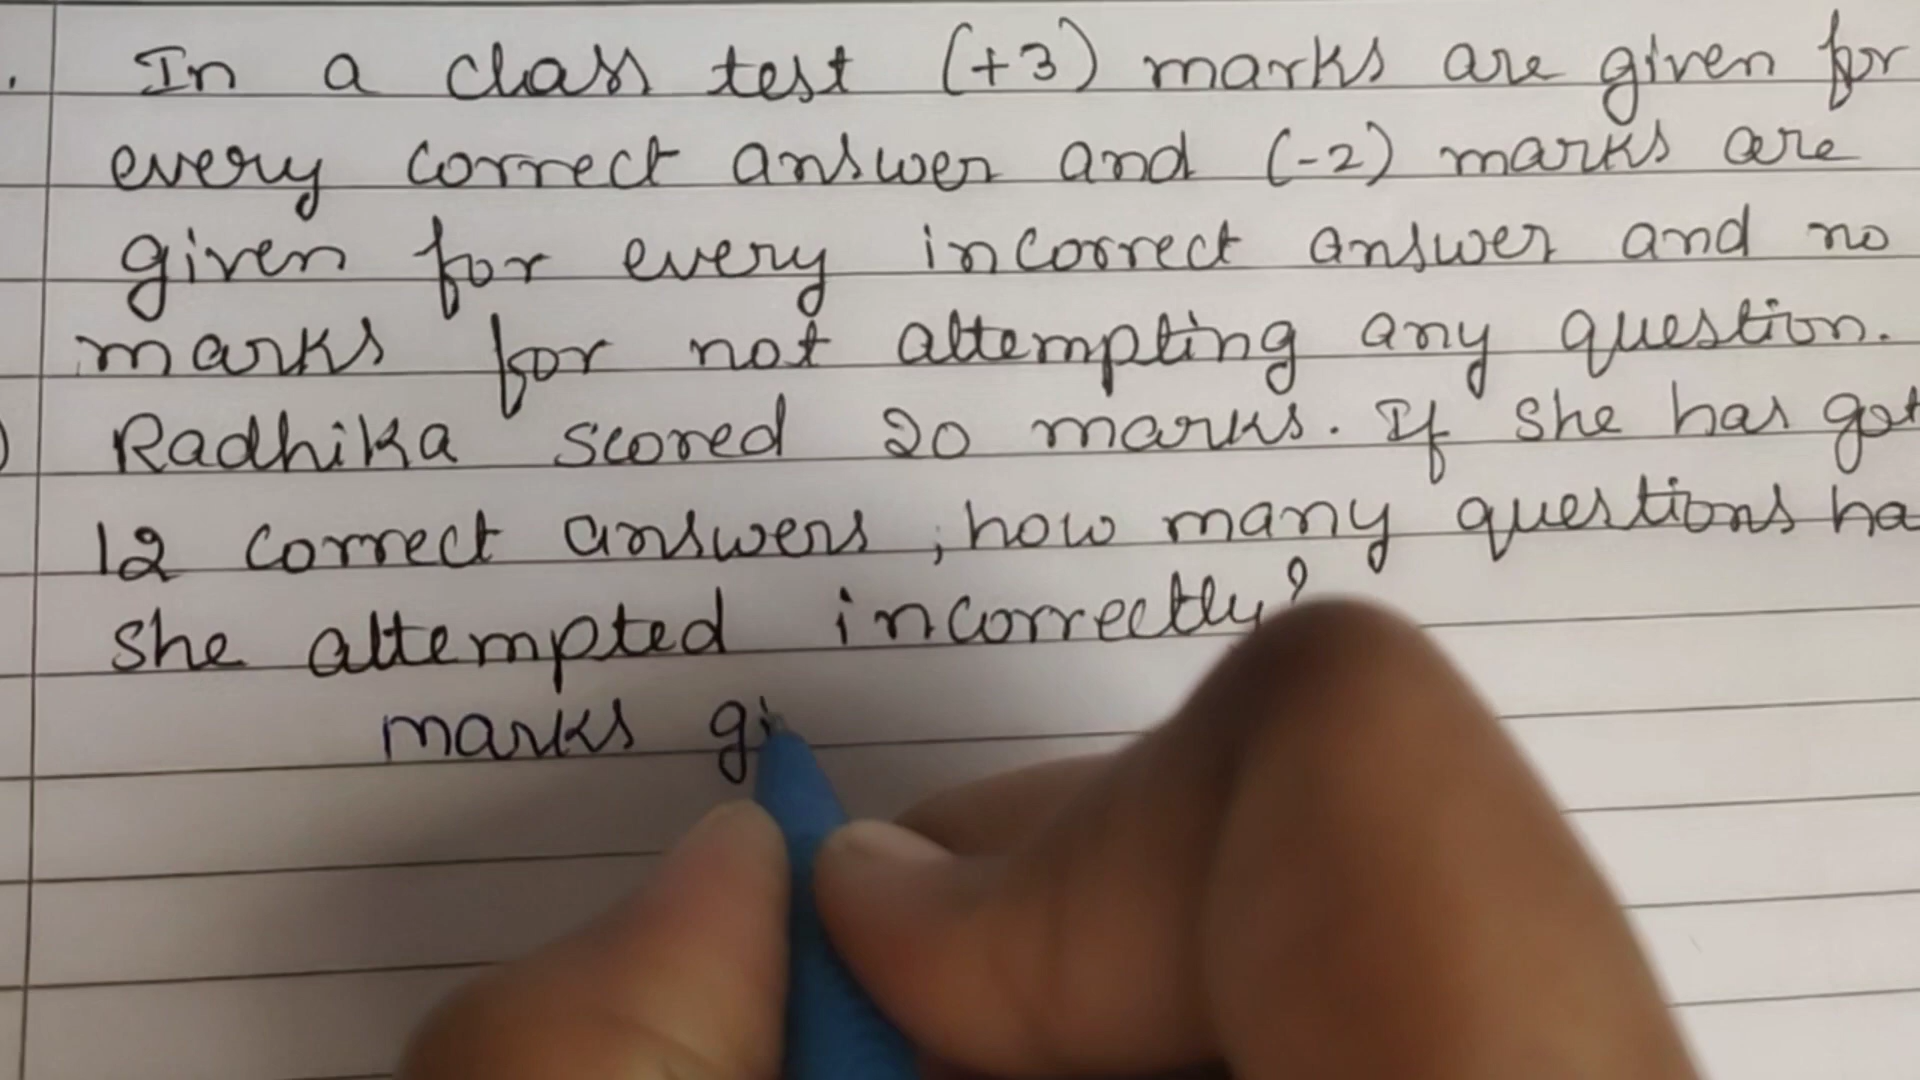 In a class test (+3) marks are given for
every correct answer and (-2) marks are
given for every incorrect answer and no
marks for not attempting any question.
) Radhika scored 20 marks. If she has got
12 correct answers, how many questions ha
she attempted incorrectly?
marks gi